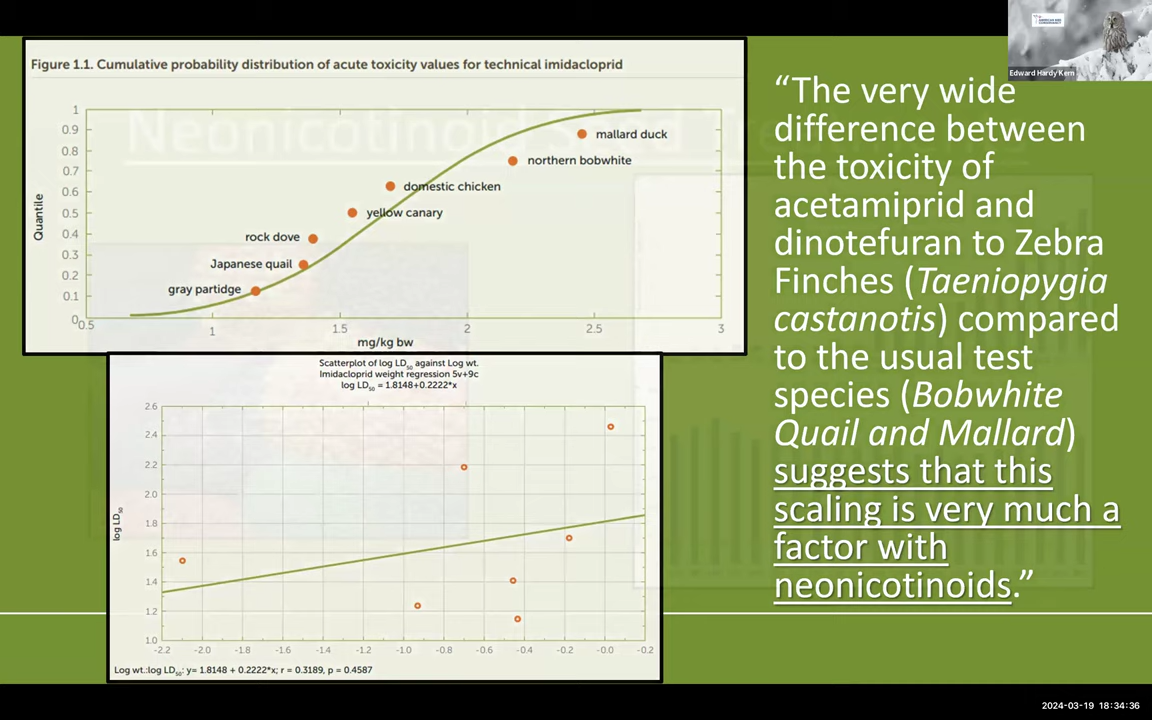 Figure 1.1. Cumulative probability distribution of acute toxicity values for technical imidacloprid
1
0.9
0.8
0.7
0.6
0.5
0.4
0.3
0.2
0.1
0
Quantile
mallard duck
northern bobwhite
domestic chicken
yellow canary
rock dove
Japanese quail
gray partidge
0.5 1 1.5 2 2.5 3
mg/kg bw
Scatterplot of log LD50 against Log wt.
Imidacloprid weight regression 5v+9c
log LD50 = 1.8148+0.2222*x
2.6
2.4
2.2
2.0
1.8
1.6
1.4
1.2
1.0
log LD50
-2.2 -2.0 -1.8 -1.6 -1.4 -1.2 -1.0 -0.8 -0.6 -0.4 -0.2 -0.0 -0.2
Log wt.:log LD50: y= 1.8148 + 0.2222*x; r = 0.3189, p = 0.4587
Edward Hardy Kern
“The very wide
difference between
the toxicity of
acetamiprid and
dinotefuran to Zebra
Finches (Taeniopygia
castanotis) compared
to the usual test
species (Bobwhite
Quail and Mallard)
suggests that this
scaling is very much a
factor with
neonicotinoids.”
2024-03-19 18:34:36